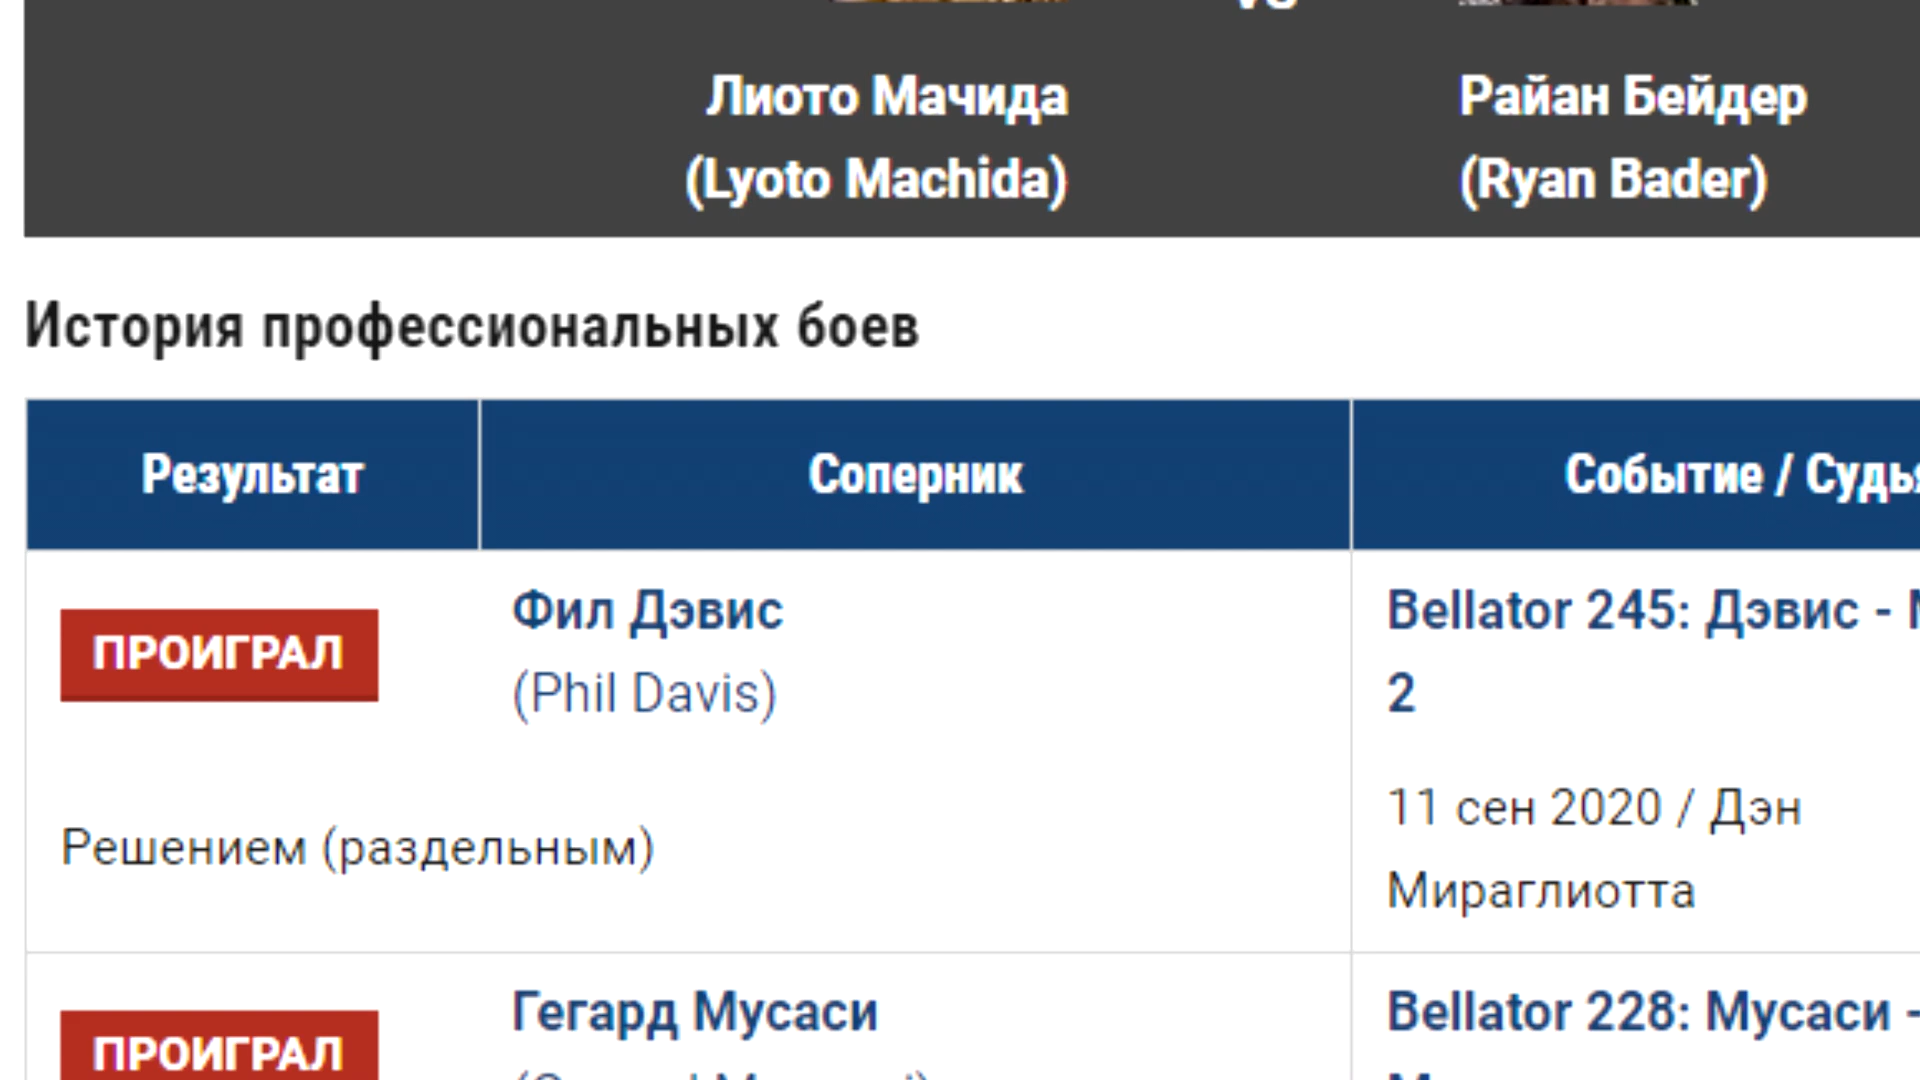 Лиото Мачида
(Lyoto Machida)
Райан Бейдер
(Ryan Bader)
История профессиональных боев
Результат
Соперник
Событие / Судья
ПРОИГРАЛ
Фил Дэвис
(Phil Davis)
Решением (раздельным)
Bellator 245: Дэвис -
2
11 сен 2020 / Дэн
Мираглиотта
ПРОИГРАЛ
Гегард Мусаси
Bellator 228: Мусаси -